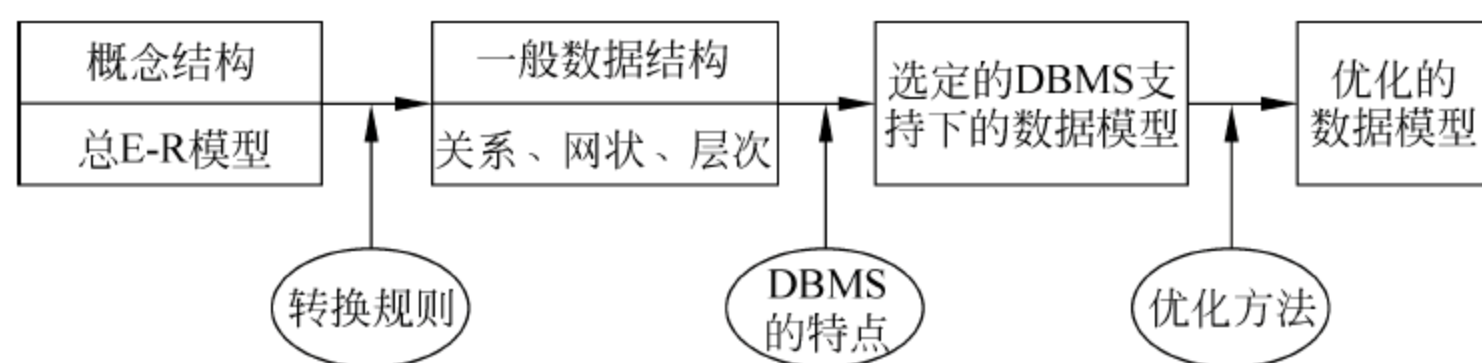 概念结构
总E-R模型
一般数据结构
关系、网状、层次
选定的DBMS支
持下的数据模型
优化的
数据模型
转换规则
DBMS
的特点
优化方法